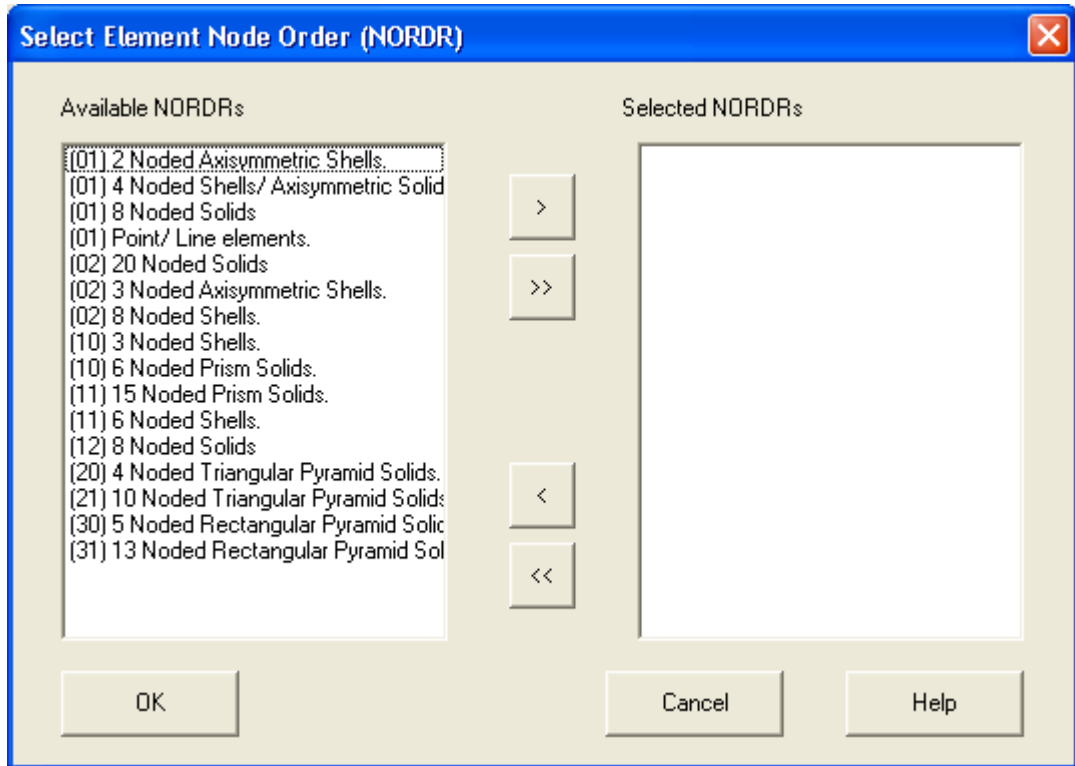 Select Element Node Order (NORDR)
Available NORDRs
Selected NORDRs
(01) 2 Noded Axisymmetric Shells.
(01) 4 Noded Shells/ Axisymmetric Solid
(01) 8 Noded Solids
(01) Point/ Line elements.
(02) 20 Noded Solids
(02) 3 Noded Axisymmetric Shells.
(02) 8 Noded Shells.
(10) 3 Noded Shells.
(10) 6 Noded Prism Solids.
(11) 15 Noded Prism Solids.
(11) 6 Noded Shells.
(12) 8 Noded Solids
(20) 4 Noded Triangular Pyramid Solids.
(21) 10 Noded Triangular Pyramid Solids
(30) 5 Noded Rectangular Pyramid Solid
(31) 13 Noded Rectangular Pyramid Sol
>
>>
<
<<
OK
Cancel
Help